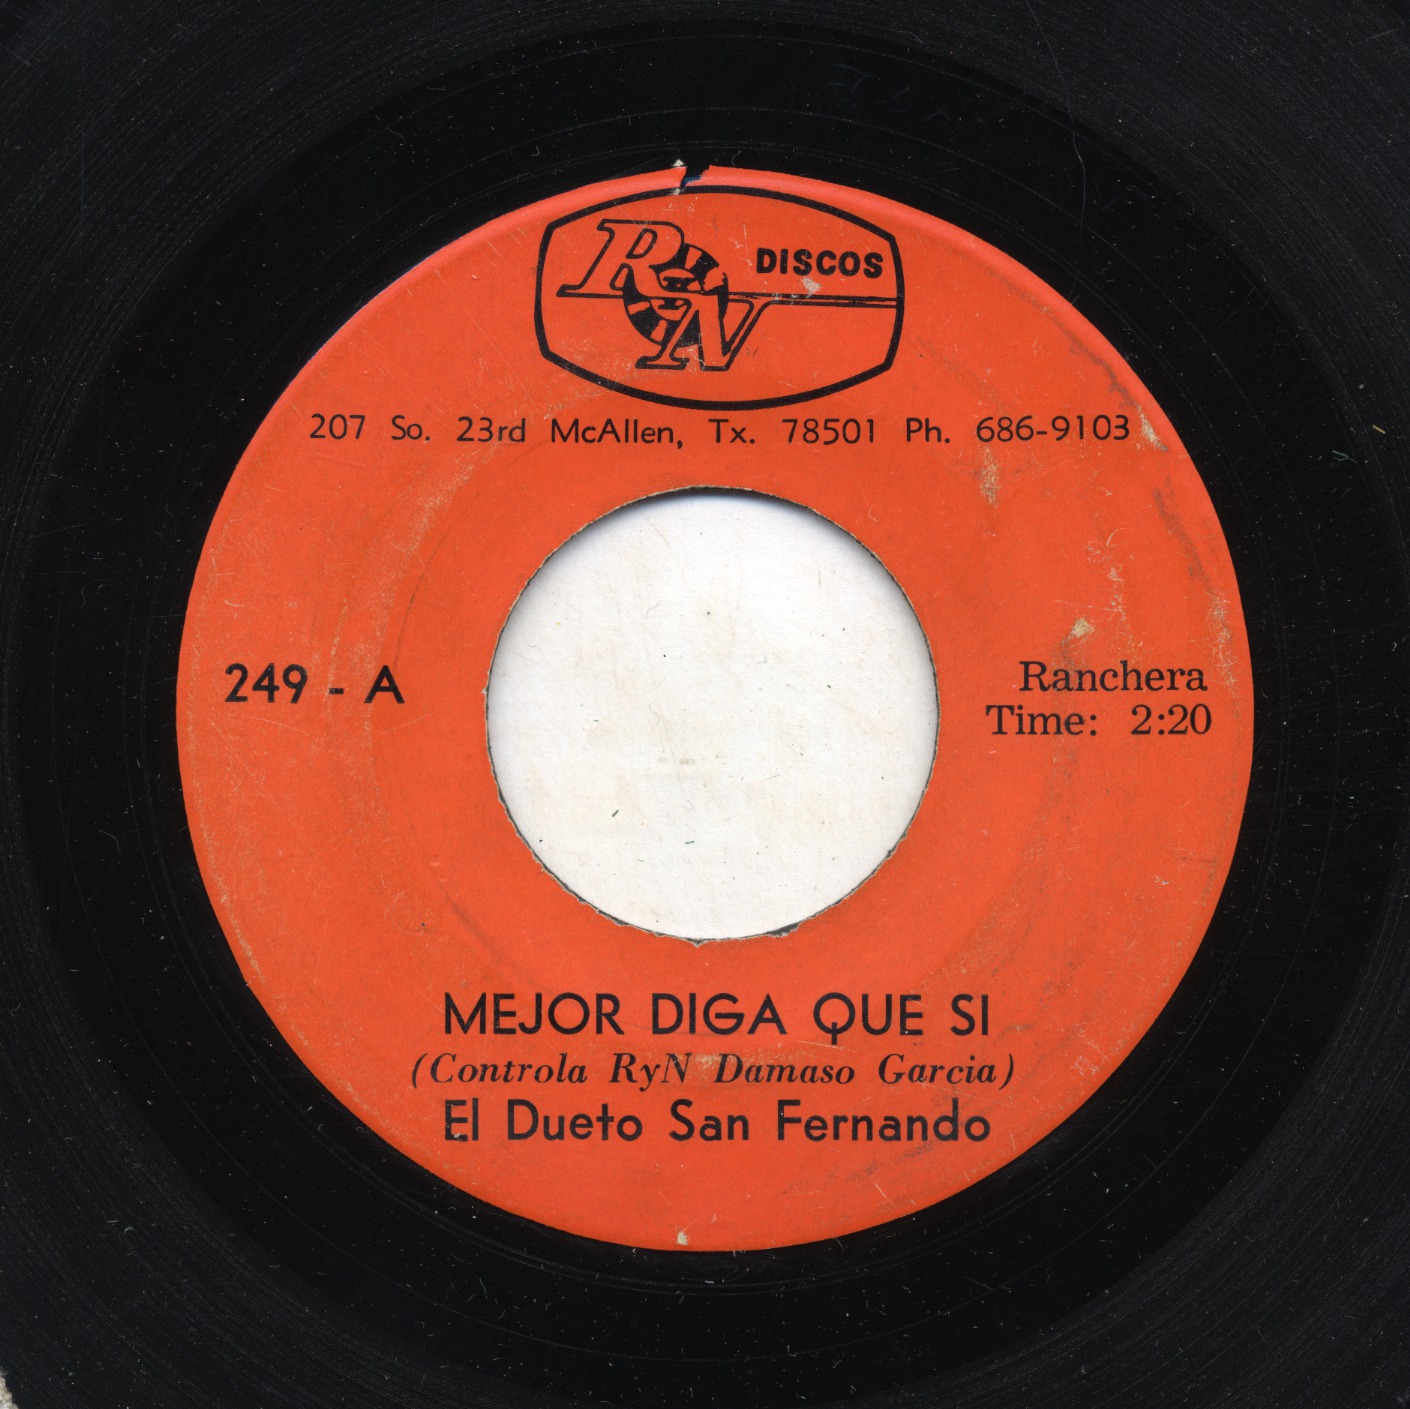 RyN DISCOS
207 So. 23rd McAllen, Tx. 78501 Ph. 686-9103
249 - A
Ranchera
Time: 2:20
MEJOR DIGA QUE SI
(Controla RyN Damaso Garcia)
El Dueto San Fernando